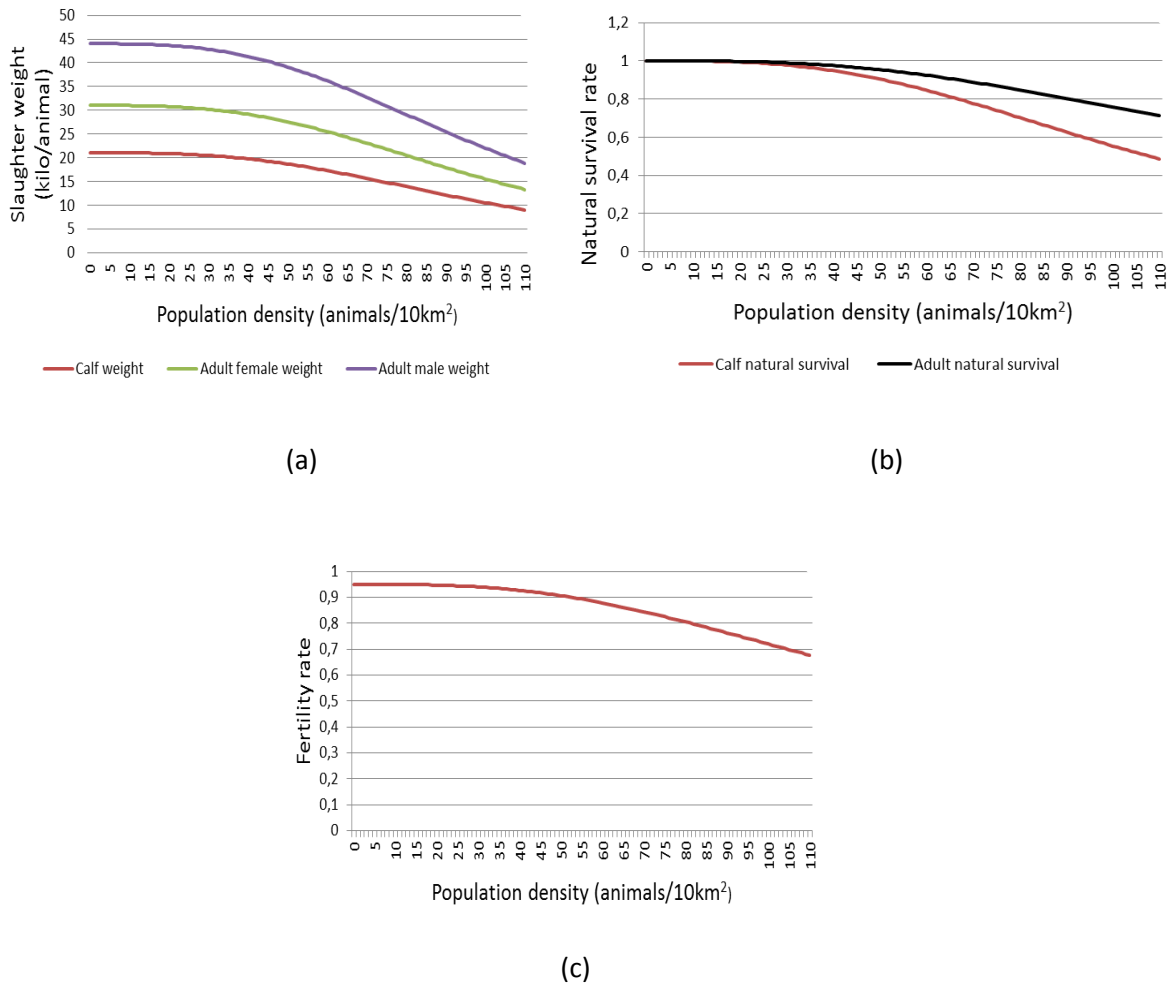 Slaughter weight
(kilo/animal)
50
45
40
35
30
25
20
15
10
5
0
0 5 10 15 20 25 30 35 40 45 50 55 60 65 70 75 80 85 90 95 100 105 110
Population density (animals/10km²)
Calf weight Adult female weight Adult male weight
(a)
Natural survival rate
1,2
1
0,8
0,6
0,4
0,2
0
0 5 10 15 20 25 30 35 40 45 50 55 60 65 70 75 80 85 90 95 100 105 110
Population density (animals/10km²)
Calf natural survival Adult natural survival
(b)
Fertility rate
1
0,9
0,8
0,7
0,6
0,5
0,4
0,3
0,2
0,1
0
0 5 10 15 20 25 30 35 40 45 50 55 60 65 70 75 80 85 90 95 100 105 110
Population density (animals/10km²)
(c)